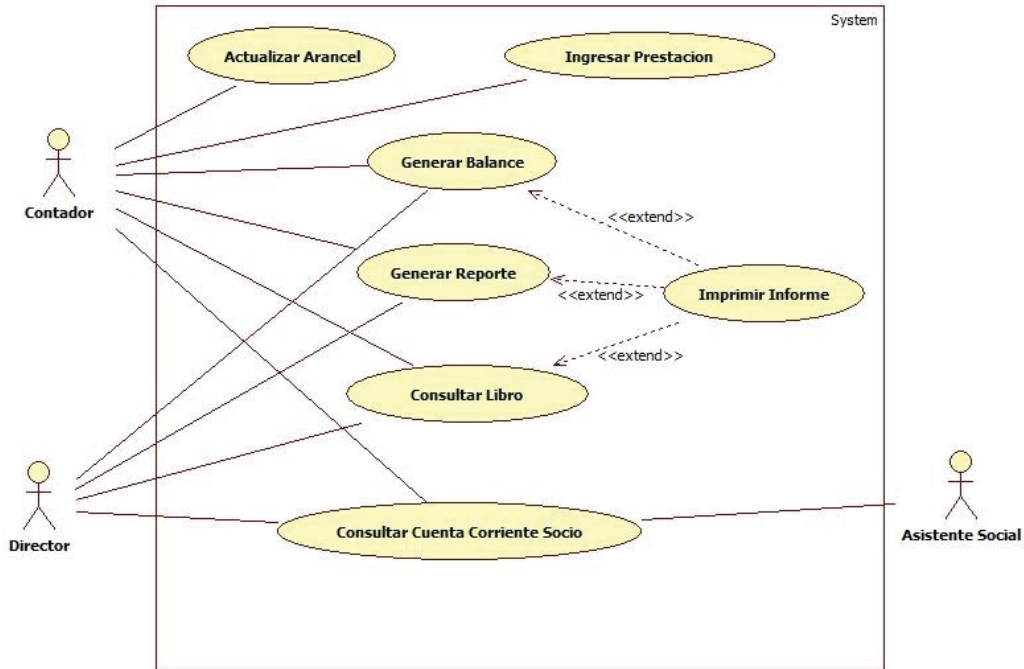 System
Actualizar Arancel
Ingresar Prestacion
Generar Balance
Contador
<<extend>>
Generar Reporte
<<extend>>
Imprimir Informe
<<extend>>
Consultar Libro
Consultar Cuenta Corriente Socio
Director
Asistente Social